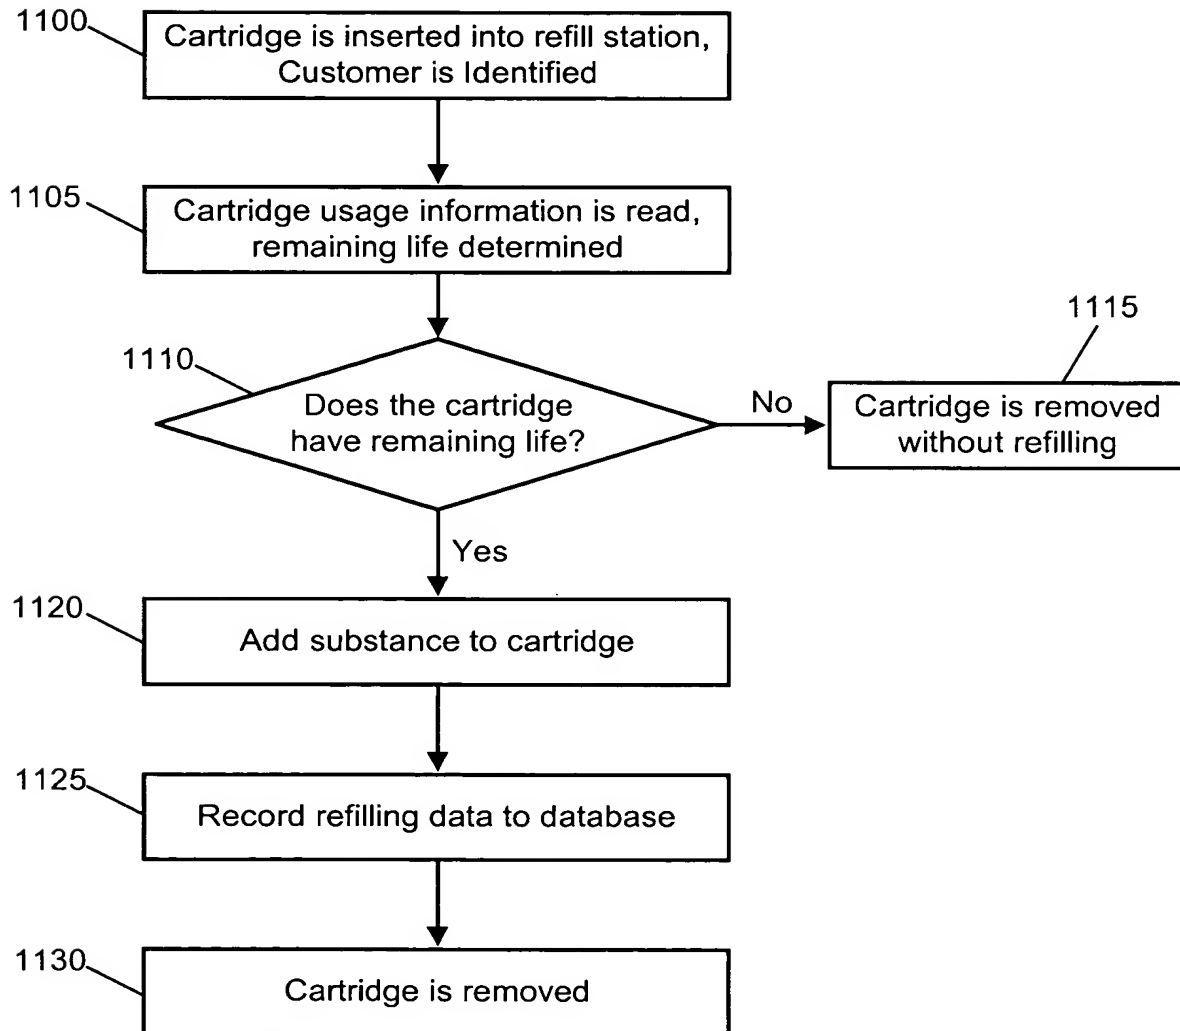 1100
Cartridge is inserted into refill station,
Customer is Identified
1105
Cartridge usage information is read,
remaining life determined
1110
Does the cartridge
have remaining life?
No
1115
Cartridge is removed
without refilling
Yes
1120
Add substance to cartridge
1125
Record refilling data to database
1130
Cartridge is removed